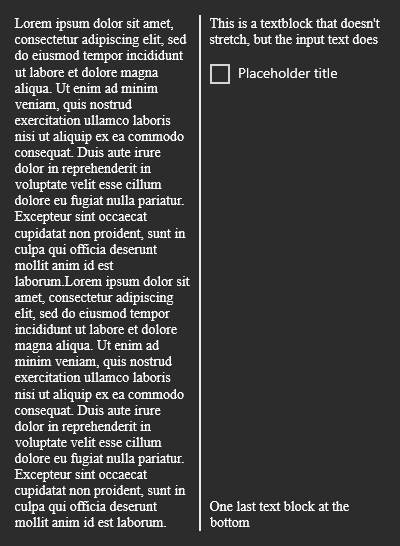 Lorem ipsum dolor sit amet,
consectetur adipiscing elit, sed
do eiusmod tempor incididunt
ut labore et dolore magna
aliqua. Ut enim ad minim
veniam, quis nostrud
exercitation ullamco laboris
nisi ut aliquip ex ea commodo
consequat. Duis aute irure
dolor in reprehenderit in
voluptate velit esse cillum
dolore eu fugiat nulla pariatur.
Excepteur sint occaecat
cupidatat non proident, sunt in
culpa qui officia deserunt
mollit anim id est
laborum.Lorem ipsum dolor sit
amet, consectetur adipiscing
elit, sed do eiusmod tempor
incididunt ut labore et dolore
magna aliqua. Ut enim ad
minim veniam, quis nostrud
exercitation ullamco laboris
nisi ut aliquip ex ea commodo
consequat. Duis aute irure
dolor in reprehenderit in
voluptate velit esse cillum
dolore eu fugiat nulla pariatur.
Excepteur sint occaecat
cupidatat non proident, sunt in
culpa qui officia deserunt
mollit anim id est laborum.
This is a textblock that doesn't
stretch, but the input text does
Placeholder title
One last text block at the
bottom